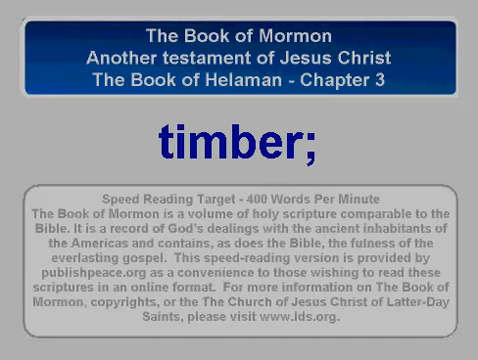 The Book of Mormon
Another testament of Jesus Christ
The Book of Helaman - Chapter 3
timber;
Speed Reading Target - 400 Words Per Minute
The Book of Mormon is a volume of holy scripture comparable to the
Bible. It is a record of God's dealings with the ancient inhabitants of
the Americas and contains, as does the Bible, the fulness of the
everlasting gospel. This speed-reading version is provided by
publishpeace.org as a convenience to those wishing to read these
scriptures in an online format. For more information on The Book of
Mormon, copyrights, or the The Church of Jesus Christ of Latter-Day
Saints, please visit www.lds.org.